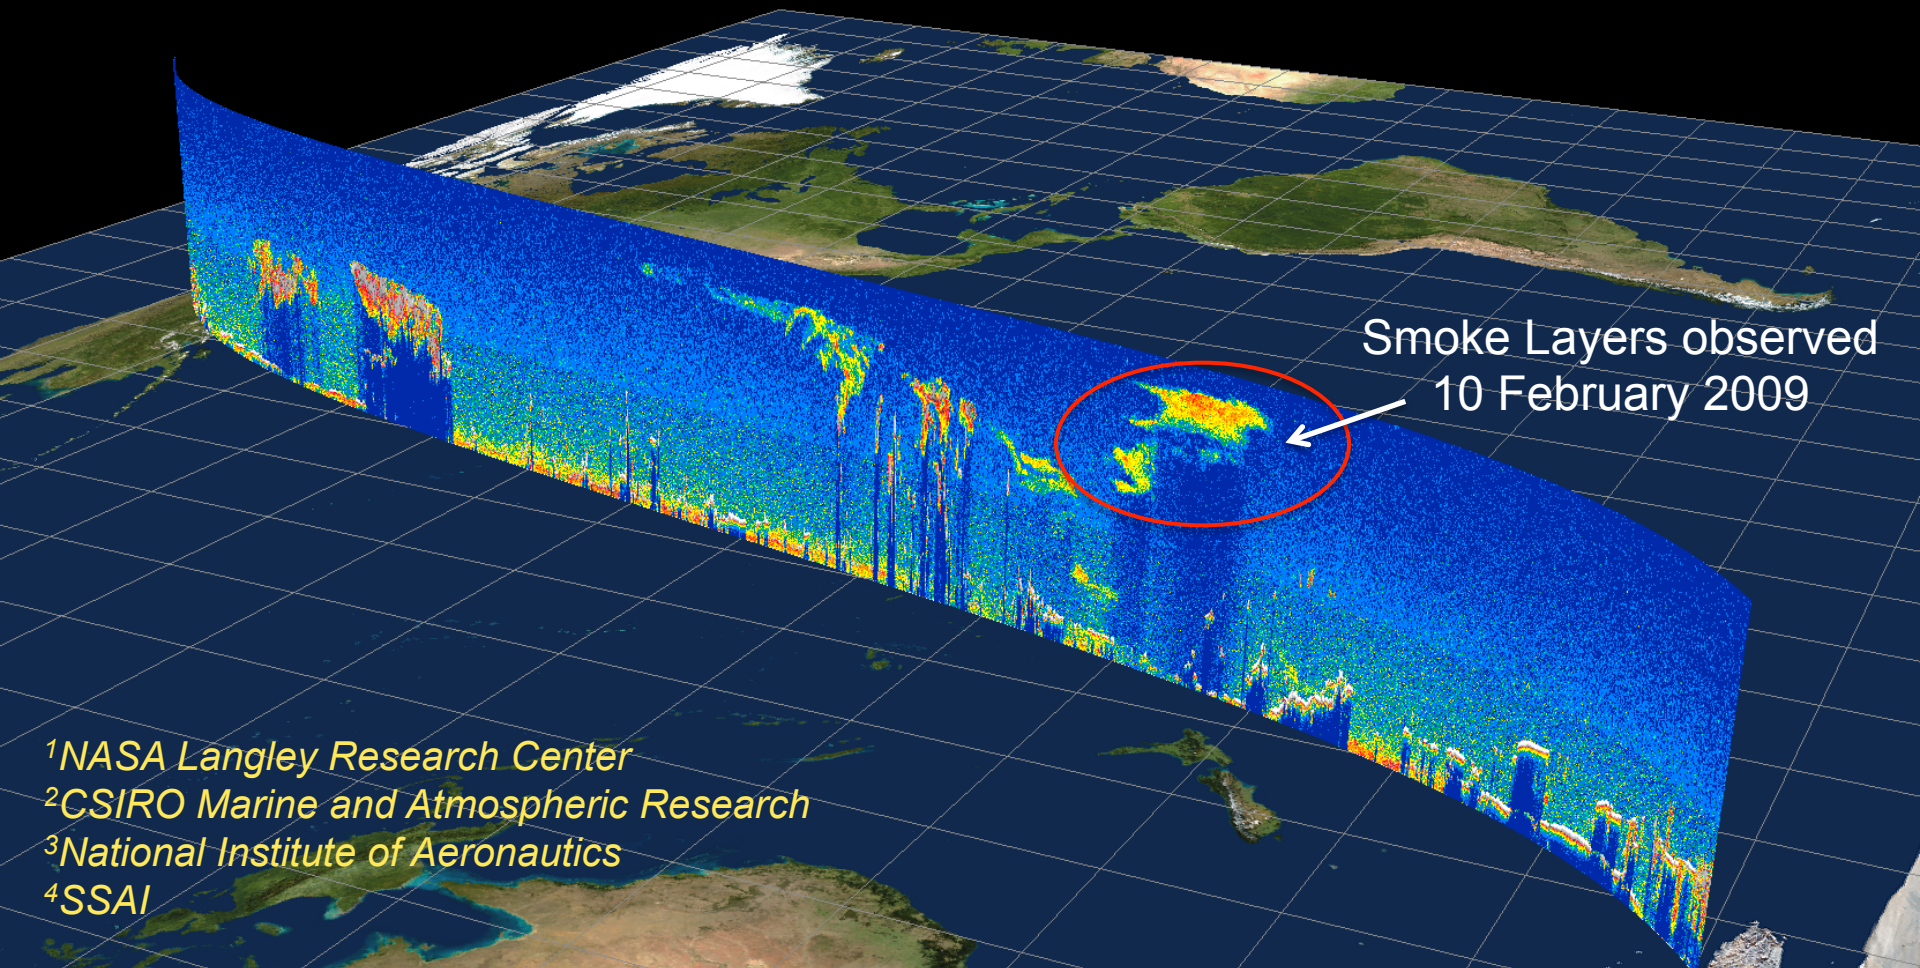 Smoke Layers observed
10 February 2009
¹NASA Langley Research Center
²CSIRO Marine and Atmospheric Research
³National Institute of Aeronautics
⁴SSAI